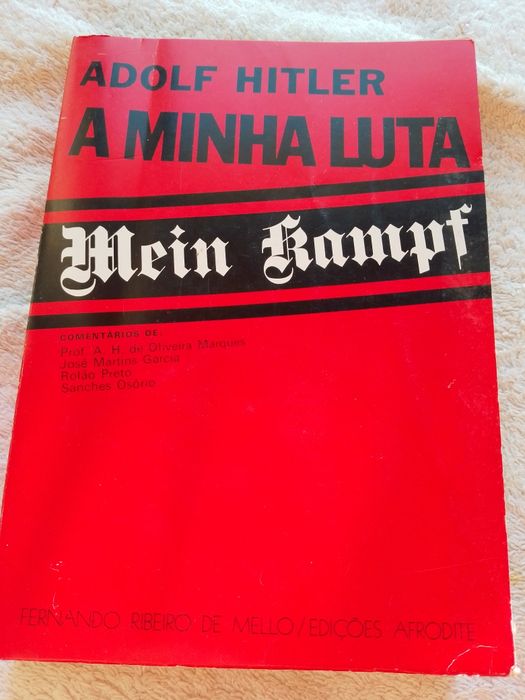 ADOLF HITLER
A MINHA LUTA
Mein Kampf
COMENTÁRIOS DE:
Prof. A. H. de Oliveira Marques
José Martins Garcia
Rolão Preto
Sanches Osório
FERNANDO RIBEIRO DE MELLO/EDIÇÕES AFRODITE